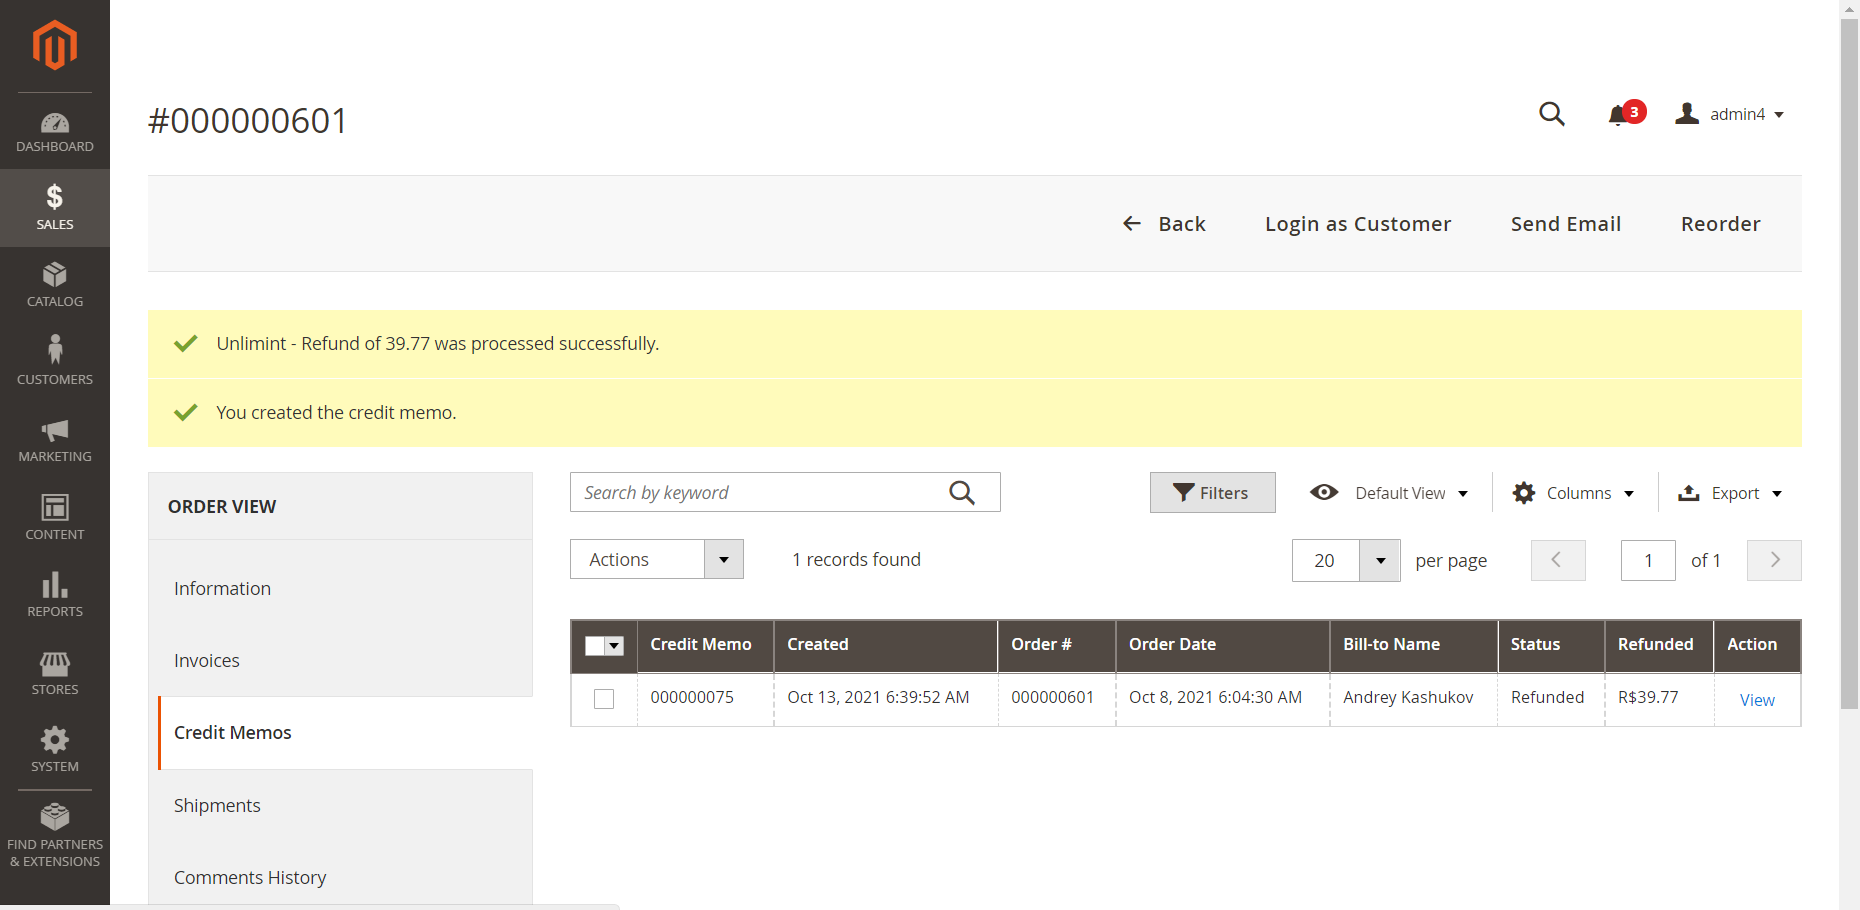 #000000601
3
admin4
DASHBOARD
SALES
CATALOG
CUSTOMERS
MARKETING
CONTENT
REPORTS
STORES
SYSTEM
FIND PARTNERS
& EXTENSIONS
Back
Login as Customer
Send Email
Reorder
Unlimint - Refund of 39.77 was processed successfully.
You created the credit memo.
ORDER VIEW
Information
Invoices
Credit Memos
Shipments
Comments History
Search by keyword
Filters
Default View
Columns
Export
Actions
1 records found
20
per page
1
of 1
Credit Memo Created Order # Order Date Bill-to Name Status Refunded Action
000000075 Oct 13, 2021 6:39:52 AM 000000601 Oct 8, 2021 6:04:30 AM Andrey Kashukov Refunded R$39.77 View